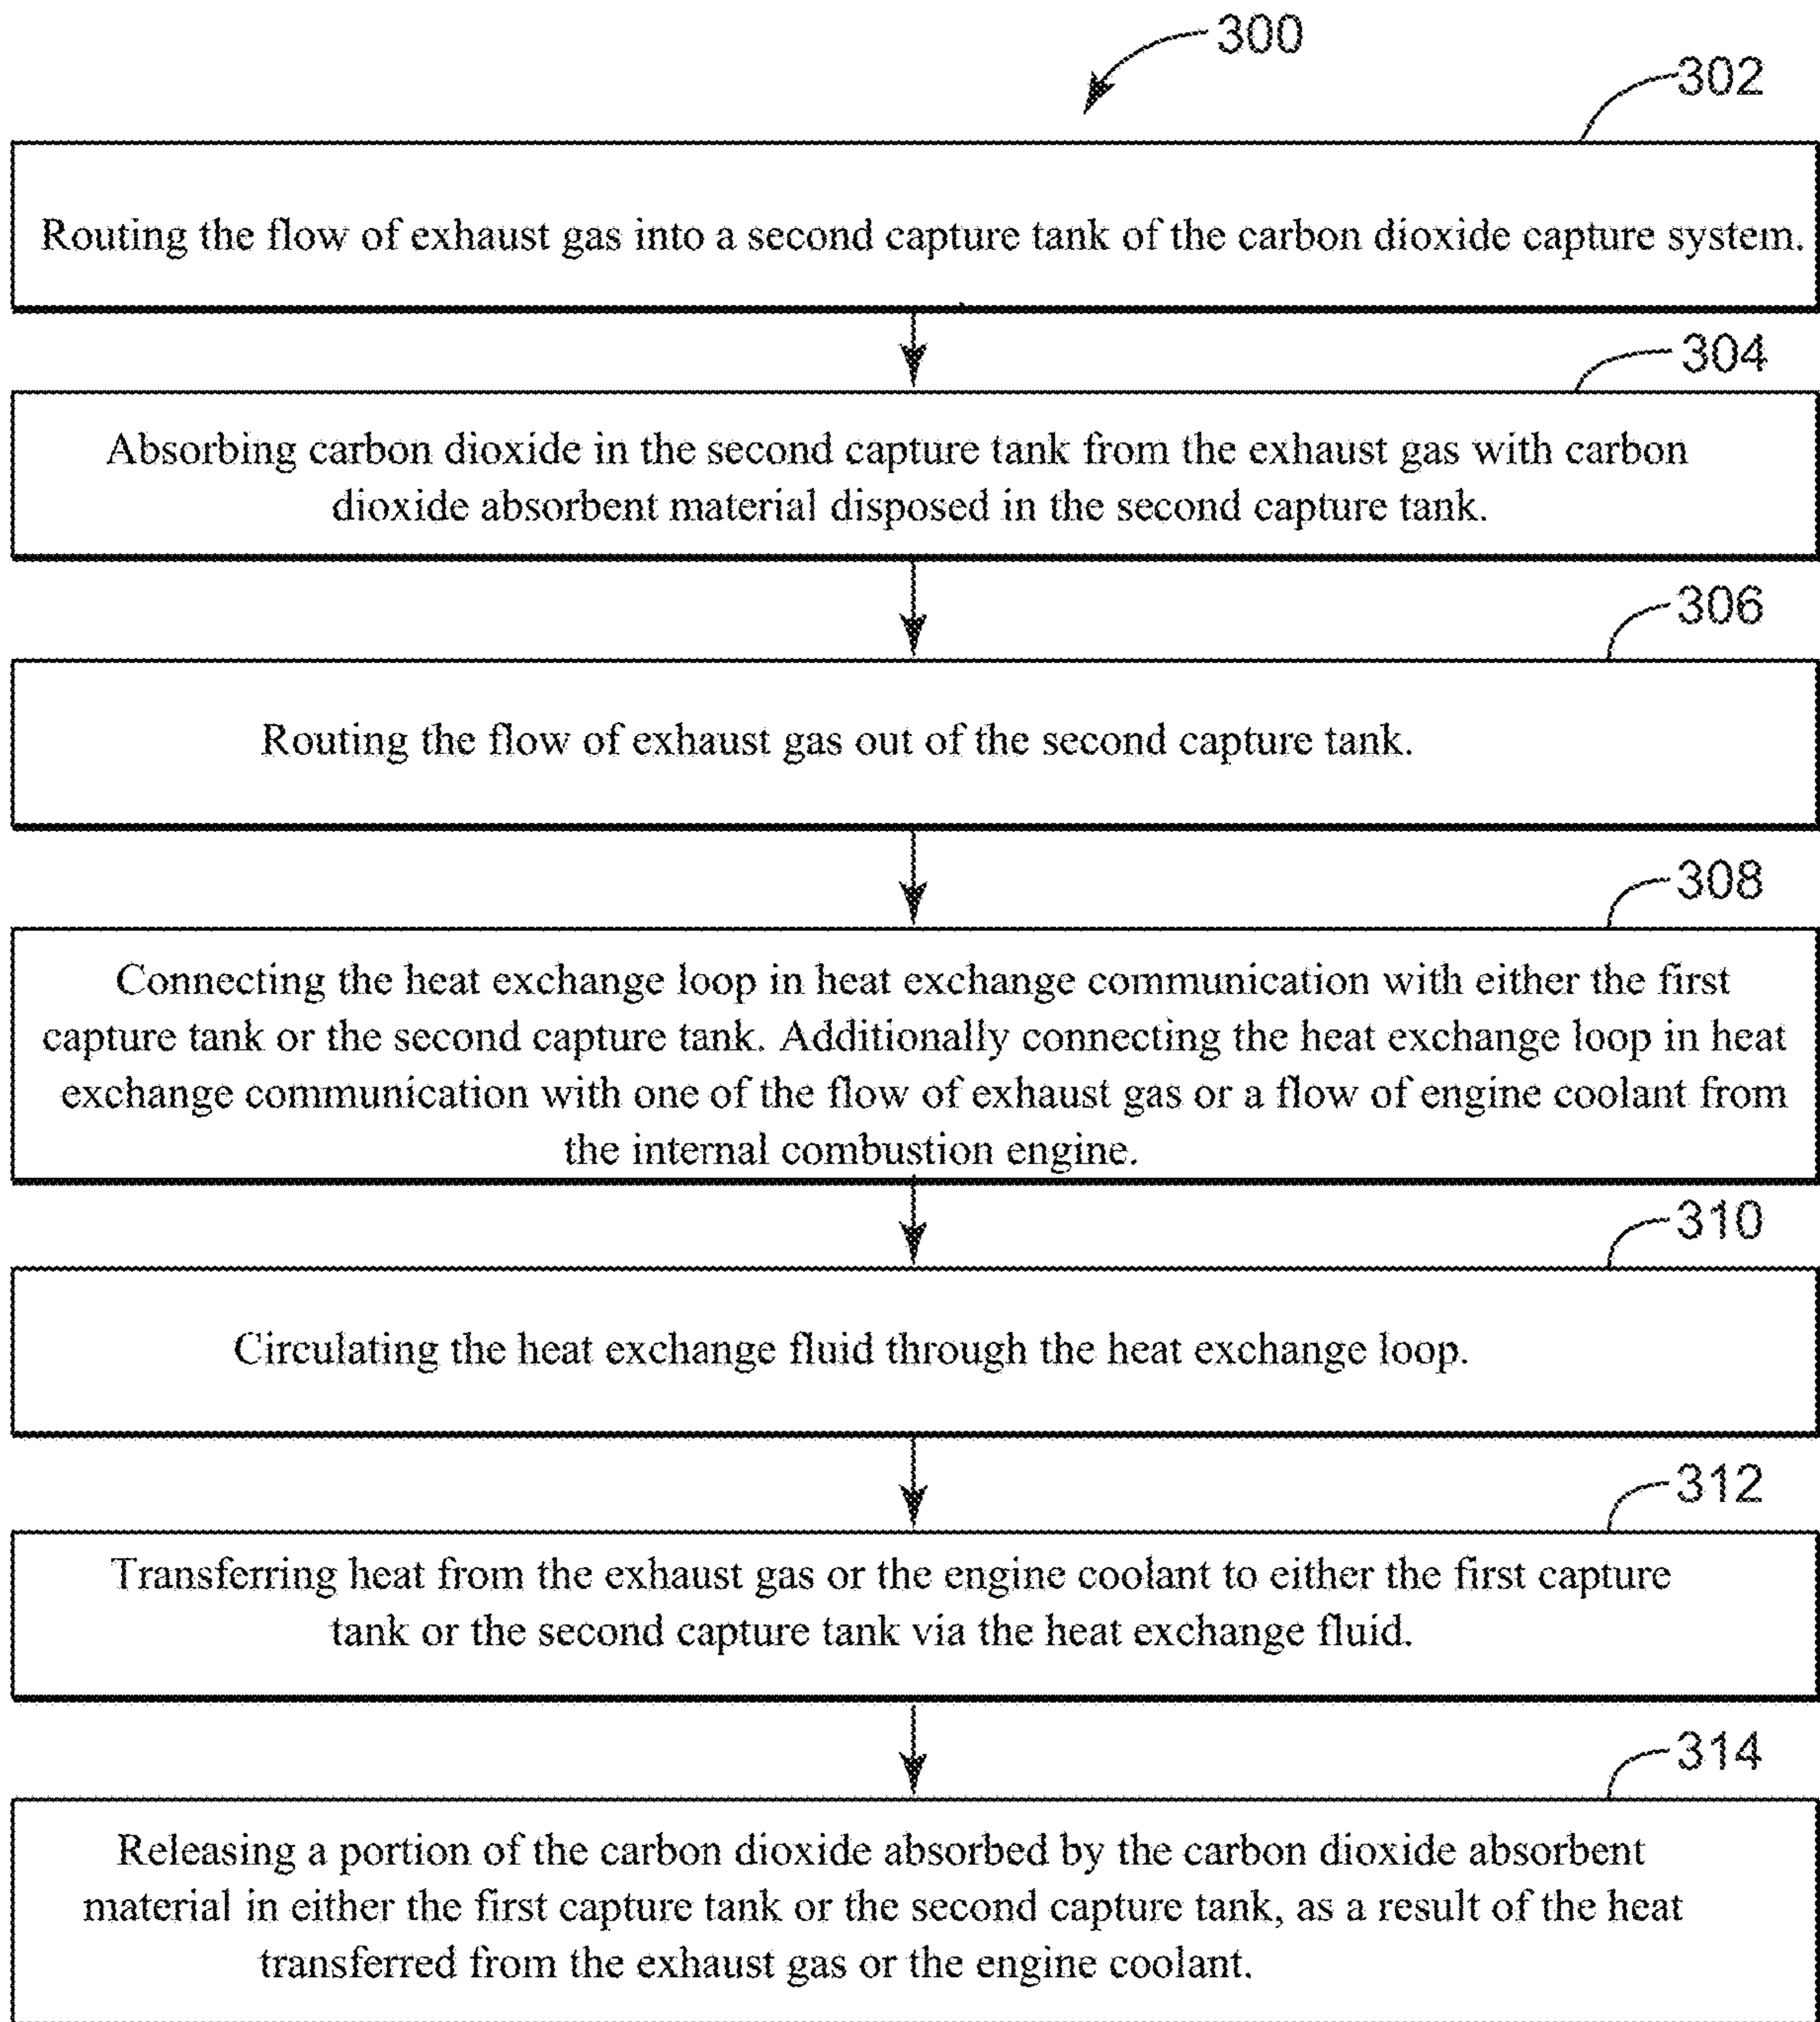 300
302
Routing the flow of exhaust gas into a second capture tank of the carbon dioxide capture system.
304
Absorbing carbon dioxide in the second capture tank from the exhaust gas with carbon
dioxide absorbent material disposed in the second capture tank.
306
Routing the flow of exhaust gas out of the second capture tank.
308
Connecting the heat exchange loop in heat exchange communication with either the first
capture tank or the second capture tank. Additionally connecting the heat exchange loop in heat
exchange communication with one of the flow of exhaust gas or a flow of engine coolant from
the internal combustion engine.
310
Circulating the heat exchange fluid through the heat exchange loop.
312
Transferring heat from the exhaust gas or the engine coolant to either the first capture
tank or the second capture tank via the heat exchange fluid.
314
Releasing a portion of the carbon dioxide absorbed by the carbon dioxide absorbent
material in either the first capture tank or the second capture tank, as a result of the heat
transferred from the exhaust gas or the engine coolant.